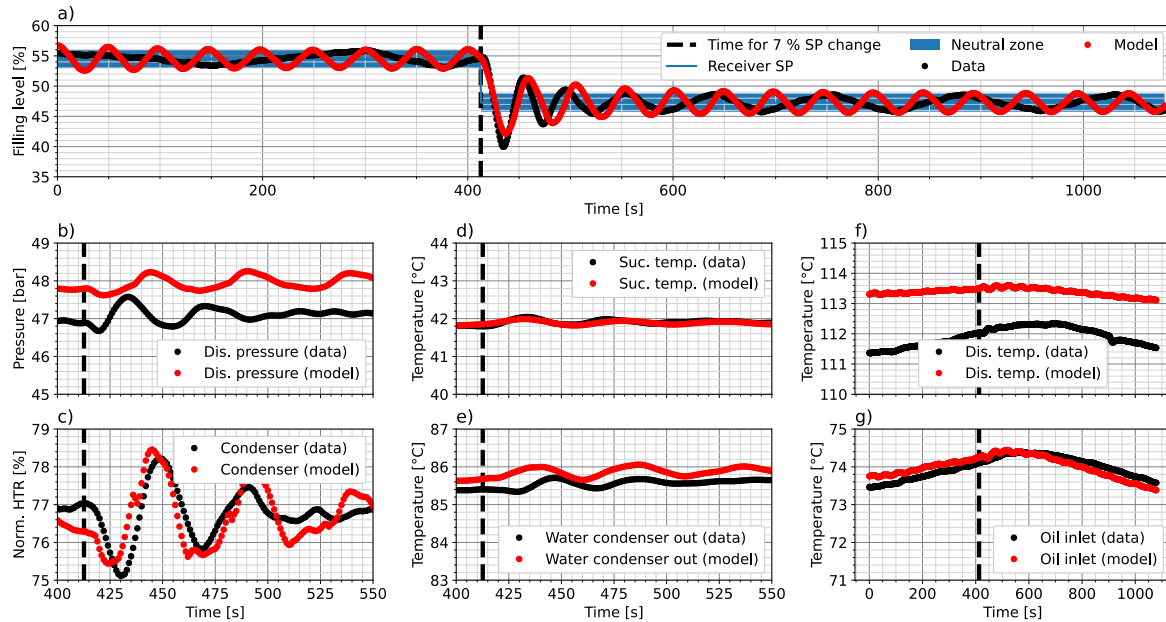 a)
60
55
50
45
40
35
Filling level [%]
Time for 7 % SP change
Receiver SP
Neutral zone
Data
Model
0 200 400 600 800 1000
Time [s]
b)
49
48
47
46
45
Pressure [bar]
Dis. pressure (data)
Dis. pressure (model)
d)
44
43
42
41
40
Temperature [°C]
Suc. temp. (data)
Suc. temp. (model)
f)
115
114
113
112
111
110
Temperature [°C]
Dis. temp. (data)
Dis. temp. (model)
c)
79
78
77
76
75
Norm. HTR [%]
Condenser (data)
Condenser (model)
400 425 450 475 500 525 550
Time [s]
e)
87
86
85
84
83
Temperature [°C]
Water condenser out (data)
Water condenser out (model)
400 425 450 475 500 525 550
Time [s]
g)
75
74
73
72
71
Temperature [°C]
Oil inlet (data)
Oil inlet (model)
0 200 400 600 800 1000
Time [s]